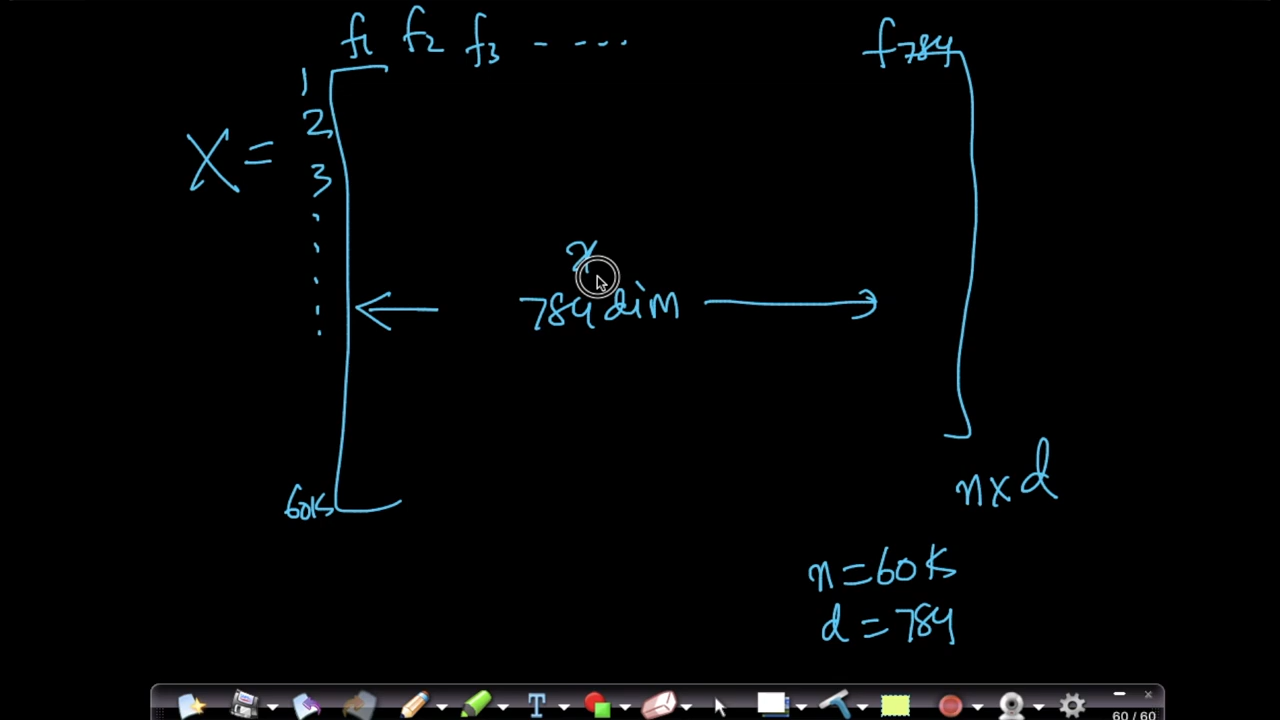 f1 f2 f3 - - - . . f784
1
2
X =
3
x
784 dim
60K
n x d
n = 60K
d = 784
T
60 / 60